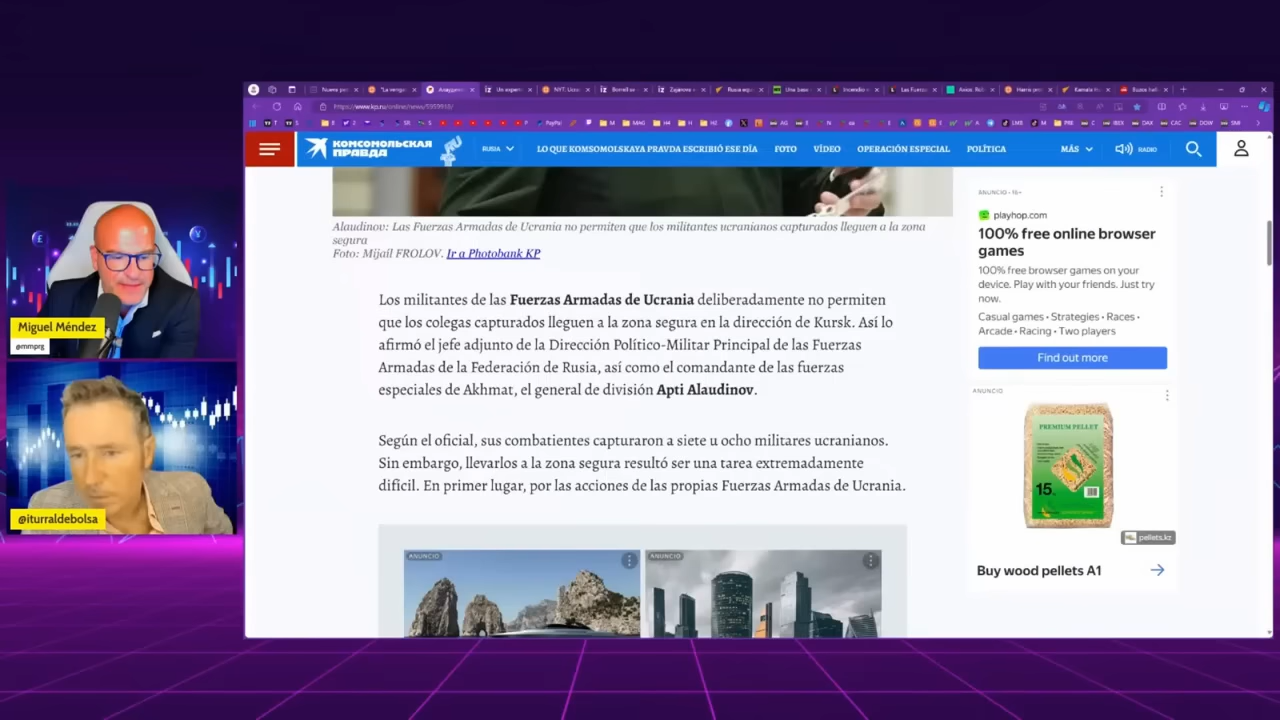 https://www.kp.ru/online/news/5959918/
КОМСОМОЛЬСКАЯ
ПРАВДА
RUSIA
LO QUE KOMSOMOLSKAYA PRAVDA ESCRIBIÓ ESE DÍA
FOTO
VÍDEO
OPERACIÓN ESPECIAL
POLÍTICA
MÁS
RADIO
Alaudinov: Las Fuerzas Armadas de Ucrania no permiten que los militantes ucranianos capturados lleguen a la zona
segura
Foto: Mijaíl FROLOV. Ir a Photobank KP
Los militantes de las Fuerzas Armadas de Ucrania deliberadamente no permiten
que los colegas capturados lleguen a la zona segura en la dirección de Kursk. Así lo
afirmó el jefe adjunto de la Dirección Político-Militar Principal de las Fuerzas
Armadas de la Federación de Rusia, así como el comandante de las fuerzas
especiales de Akhmat, el general de división Apti Alaudinov.
Según el oficial, sus combatientes capturaron a siete u ocho militares ucranianos.
Sin embargo, llevarlos a la zona segura resultó ser una tarea extremadamente
difícil. En primer lugar, por las acciones de las propias Fuerzas Armadas de Ucrania.
ANUNCIO
ANUNCIO
ANUNCIO • 16+
playhop.com
100% free online browser
games
100% free browser games on your
device. Play with your friends. Just try
now.
Casual games • Strategies • Races •
Arcade • Racing • Two players
Find out more
ANUNCIO
PREMIUM PELLET
15
pellets.kz
Buy wood pellets A1
Miguel Méndez
@mmprg
@iturraldebolsa